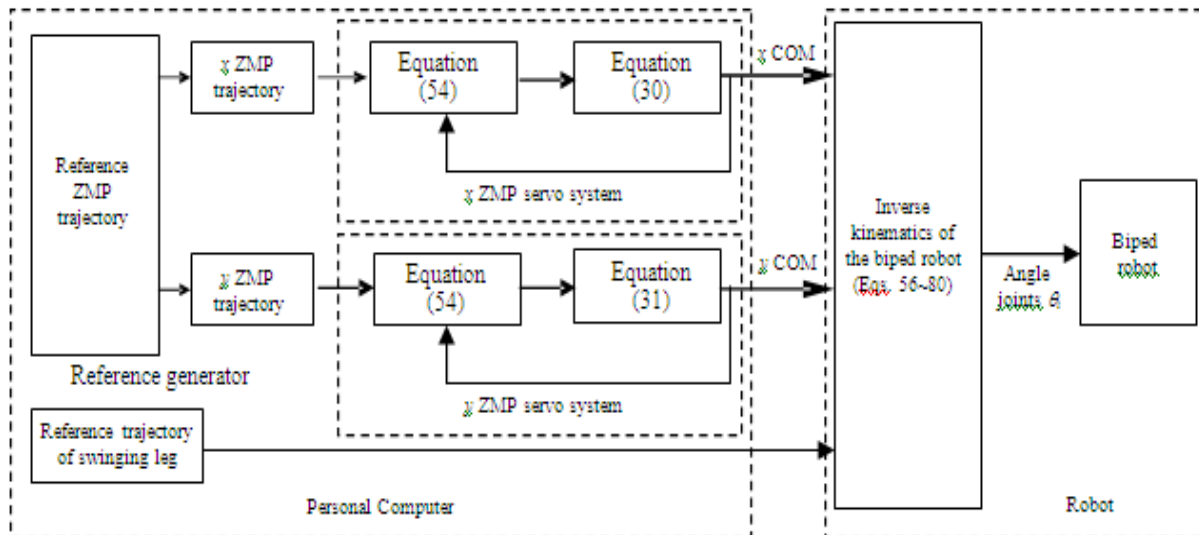 Reference
ZMP
trajectory
x ZMP
trajectory
Equation
(54)
Equation
(30)
x COM
x ZMP servo system
y ZMP
trajectory
Equation
(54)
Equation
(31)
y COM
y ZMP servo system
Reference generator
Reference trajectory
of swinging leg
Personal Computer
Inverse
kinematics of
the biped robot
(Eqs. 56~80)
Angle
joints θi
Biped
robot
Robot